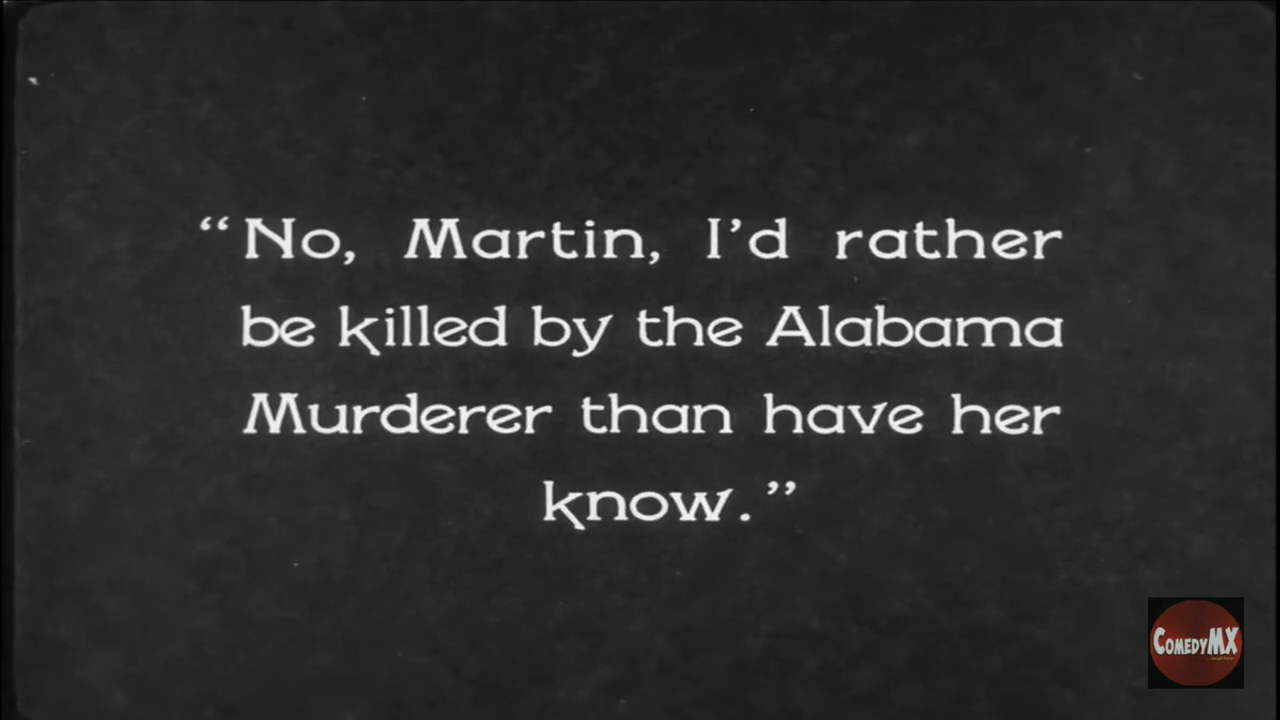 “No, Martin, I’d rather
be killed by the Alabama
Murderer than have her
know.”
COMEDYMX